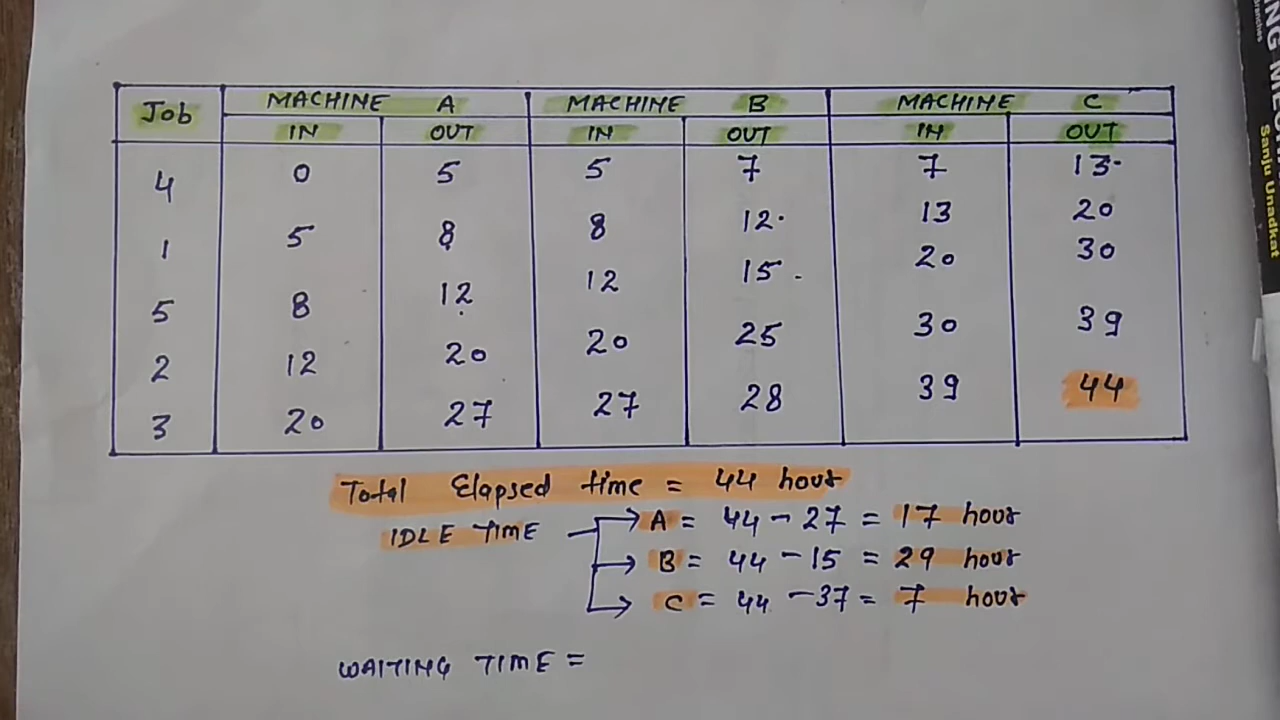 Job MACHINE A MACHINE B MACHINE C
IN OUT IN OUT IN OUT
4 0 5 5 7 7 13
1 5 8 8 12 13 20
5 8 12 12 15 20 30
2 12 20 20 25 30 39
3 20 27 27 28 39 44
Total Elapsed time = 44 hour
IDLE TIME → A = 44 - 27 = 17 hour
→ B = 44 - 15 = 29 hour
→ C = 44 - 37 = 7 hour
WAITING TIME =
Sanju Unadkat